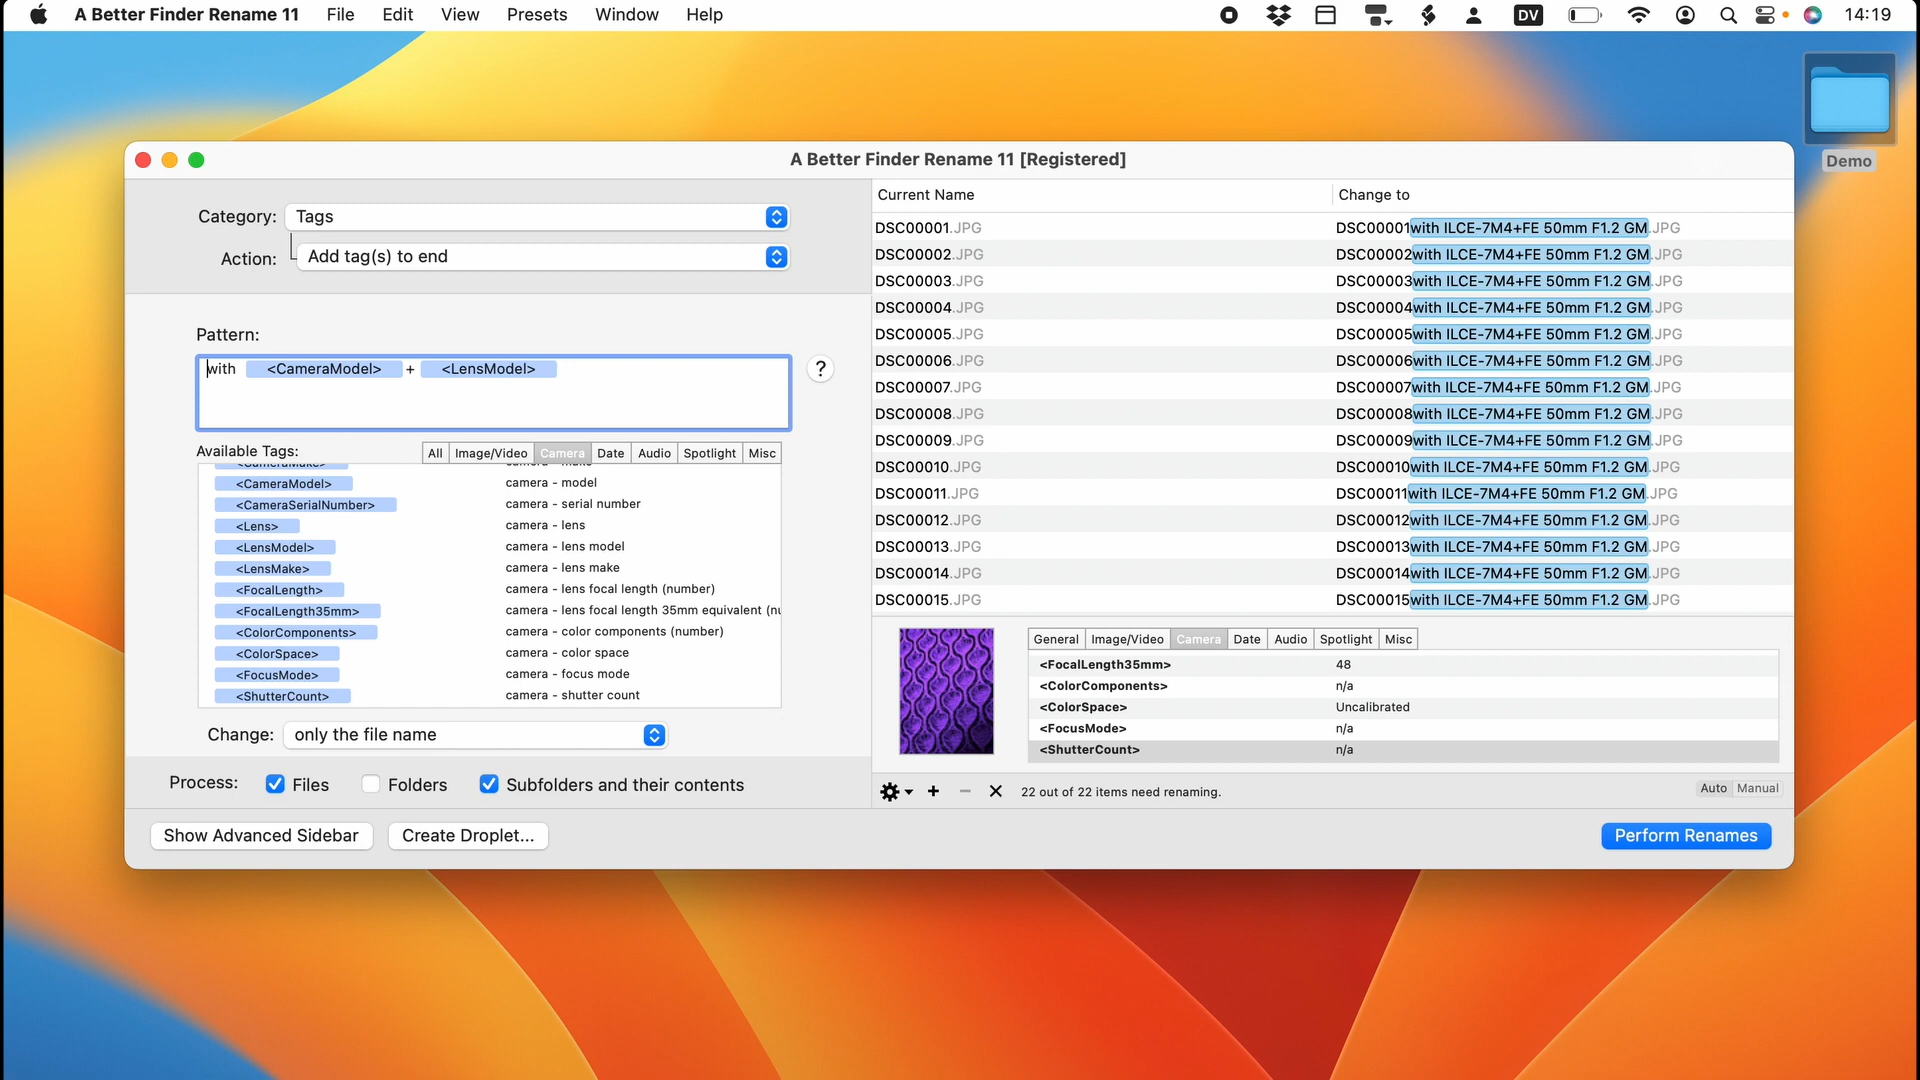 A Better Finder Rename 11 File Edit View Presets Window Help DV 14:19
Demo
A Better Finder Rename 11 [Registered]
Category: Tags
Action: Add tag(s) to end
Pattern:
with <CameraModel> + <LensModel>
?
Available Tags: All Image/Video Camera Date Audio Spotlight Misc
<CameraModel> camera - model
<CameraSerialNumber> camera - serial number
<Lens> camera - lens
<LensModel> camera - lens model
<LensMake> camera - lens make
<FocalLength> camera - lens focal length (number)
<FocalLength35mm> camera - lens focal length 35mm equivalent (nu
<ColorComponents> camera - color components (number)
<ColorSpace> camera - color space
<FocusMode> camera - focus mode
<ShutterCount> camera - shutter count
Change: only the file name
Process: Files Folders Subfolders and their contents
Show Advanced Sidebar Create Droplet...
Current Name Change to
DSC00001.JPG DSC00001with ILCE-7M4+FE 50mm F1.2 GM.JPG
DSC00002.JPG DSC00002with ILCE-7M4+FE 50mm F1.2 GM.JPG
DSC00003.JPG DSC00003with ILCE-7M4+FE 50mm F1.2 GM.JPG
DSC00004.JPG DSC00004with ILCE-7M4+FE 50mm F1.2 GM.JPG
DSC00005.JPG DSC00005with ILCE-7M4+FE 50mm F1.2 GM.JPG
DSC00006.JPG DSC00006with ILCE-7M4+FE 50mm F1.2 GM.JPG
DSC00007.JPG DSC00007with ILCE-7M4+FE 50mm F1.2 GM.JPG
DSC00008.JPG DSC00008with ILCE-7M4+FE 50mm F1.2 GM.JPG
DSC00009.JPG DSC00009with ILCE-7M4+FE 50mm F1.2 GM.JPG
DSC00010.JPG DSC00010with ILCE-7M4+FE 50mm F1.2 GM.JPG
DSC00011.JPG DSC00011with ILCE-7M4+FE 50mm F1.2 GM.JPG
DSC00012.JPG DSC00012with ILCE-7M4+FE 50mm F1.2 GM.JPG
DSC00013.JPG DSC00013with ILCE-7M4+FE 50mm F1.2 GM.JPG
DSC00014.JPG DSC00014with ILCE-7M4+FE 50mm F1.2 GM.JPG
DSC00015.JPG DSC00015with ILCE-7M4+FE 50mm F1.2 GM.JPG
General Image/Video Camera Date Audio Spotlight Misc
<FocalLength35mm> 48
<ColorComponents> n/a
<ColorSpace> Uncalibrated
<FocusMode> n/a
<ShutterCount> n/a
22 out of 22 items need renaming. Auto Manual
Perform Renames